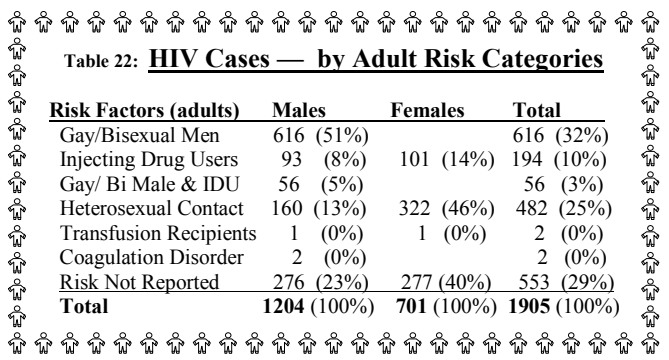 Table 22: HIV Cases — by Adult Risk Categories
Risk Factors (adults) Males Females Total
Gay/Bisexual Men 616 (51%) 616 (32%)
Injecting Drug Users 93 (8%) 101 (14%) 194 (10%)
Gay/ Bi Male & IDU 56 (5%) 56 (3%)
Heterosexual Contact 160 (13%) 322 (46%) 482 (25%)
Transfusion Recipients 1 (0%) 1 (0%) 2 (0%)
Coagulation Disorder 2 (0%) 2 (0%)
Risk Not Reported 276 (23%) 277 (40%) 553 (29%)
Total 1204 (100%) 701 (100%) 1905 (100%)